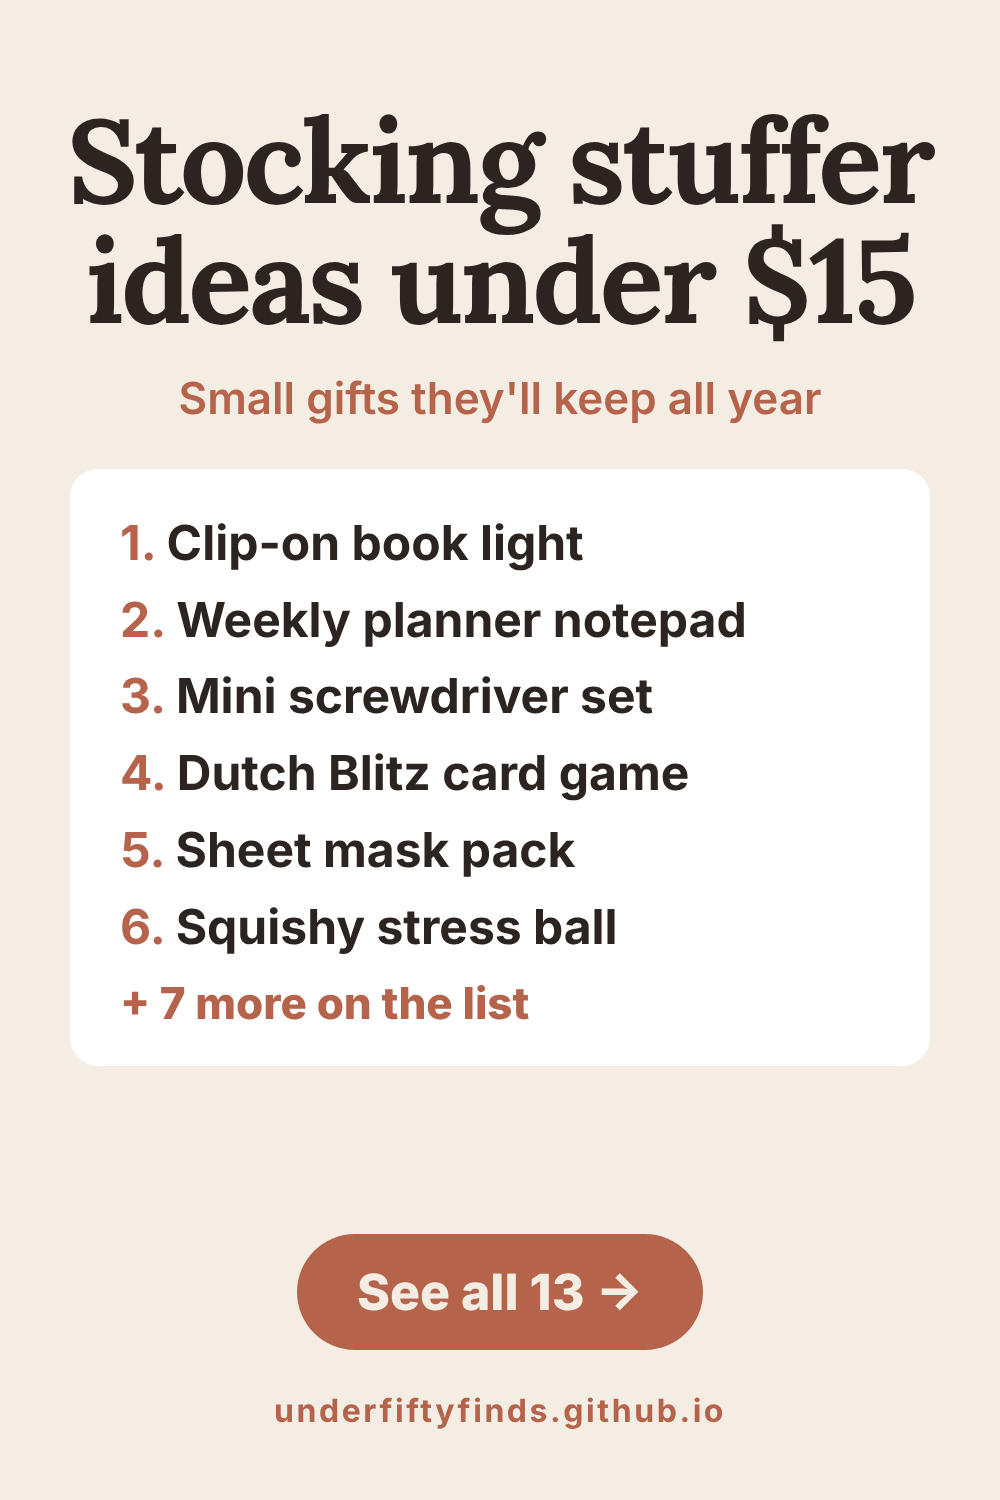 Stocking stuffer
ideas under $15
Small gifts they'll keep all year
1. Clip-on book light
2. Weekly planner notepad
3. Mini screwdriver set
4. Dutch Blitz card game
5. Sheet mask pack
6. Squishy stress ball
+ 7 more on the list
See all 13 →
underfiftyfinds.github.io